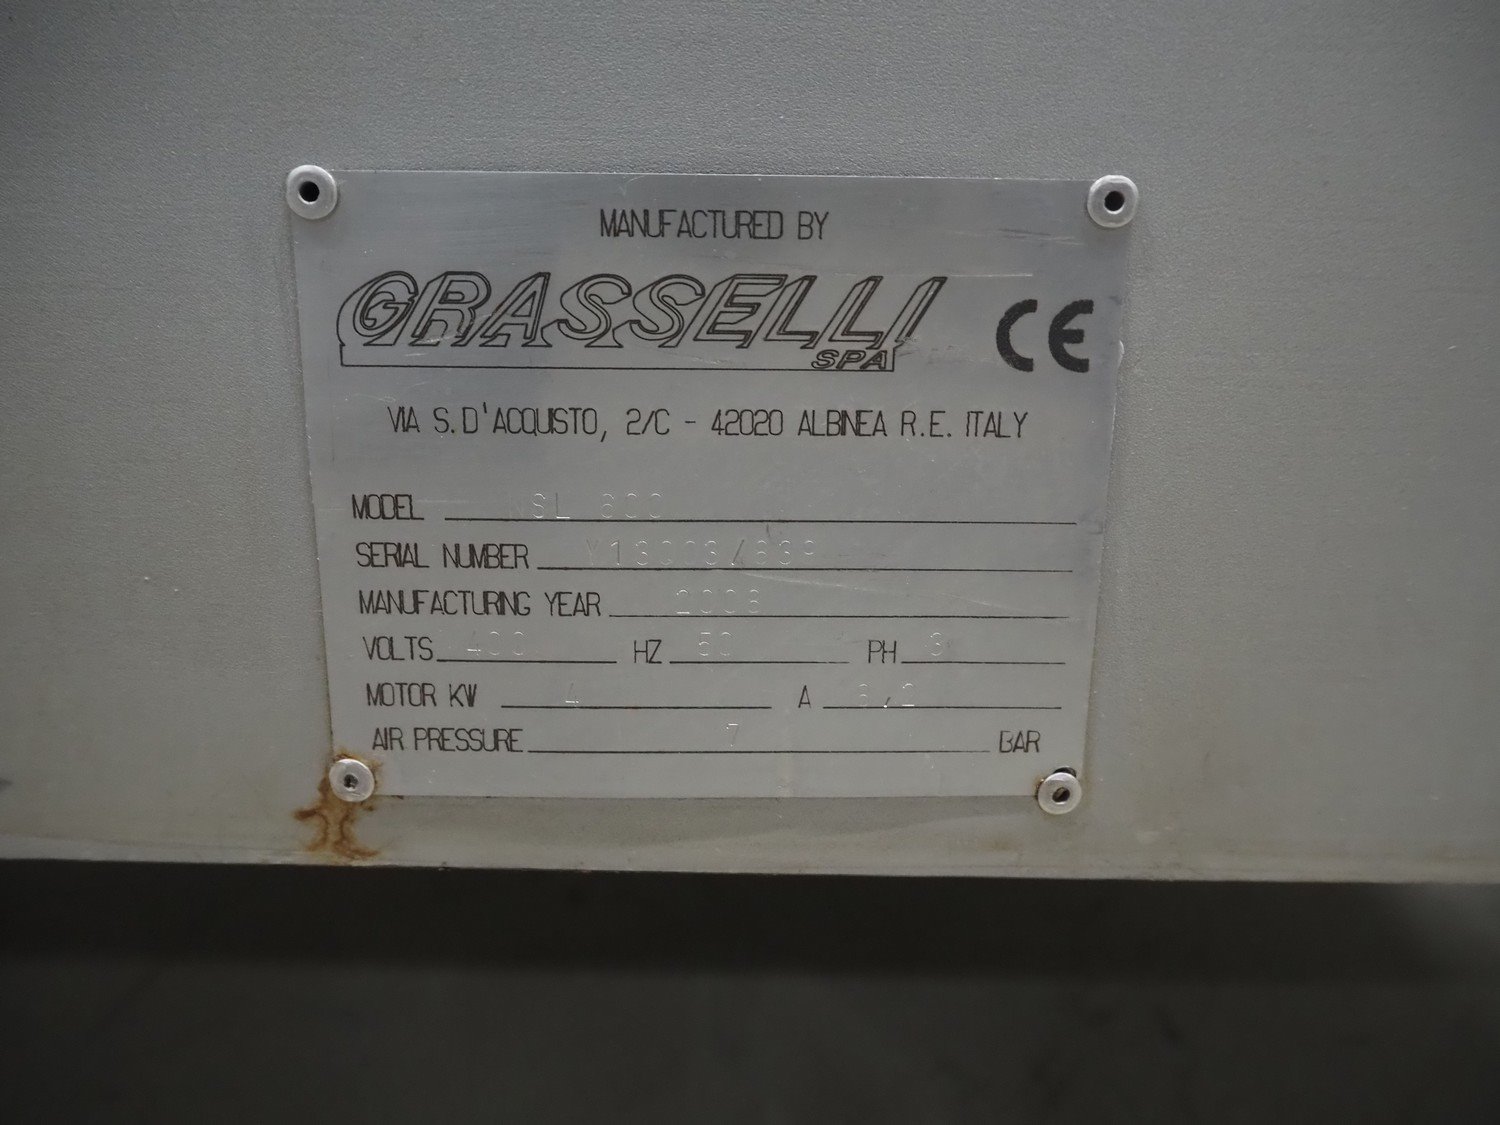 MANUFACTURED BY
GRASSELLI
SPA
CE
VIA S. D'ACQUISTO, 2/C - 42020 ALBINEA R.E. ITALY
MODEL NSL
SERIAL NUMBER
MANUFACTURING YEAR
VOLTS 400 HZ 50 PH 3
MOTOR KW 4 A
AIR PRESSURE 7 BAR